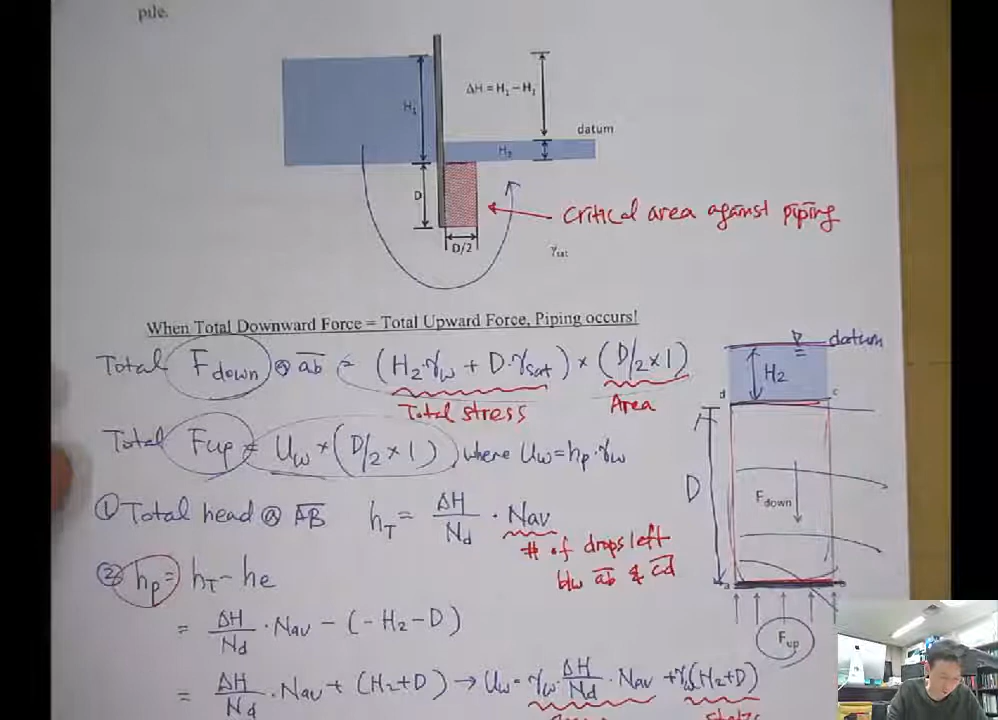 pile.
ΔH = H₁ – H₂
H₁
datum
H₂
D
critical area against piping
D/2
γsat
When Total Downward Force = Total Upward Force, Piping occurs!
Total Fdown @ ab = (H₂·γw + D·γsat) × (D/2 × 1)
Total stress
Area
datum
H₂
d c
Total Fup = Uw × (D/2 × 1), where Uw = hp·γw
D
Fdown
① Total head @ AB hT = ΔH/Nd · Nav
# of drops left
b/w ab & cd
② hp = hT - he
a b
= ΔH/Nd · Nav - (-H₂ - D)
Fup
= ΔH/Nd · Nav + (H₂+D) → Uw = γw · ΔH/Nd · Nav + γw(H₂+D)